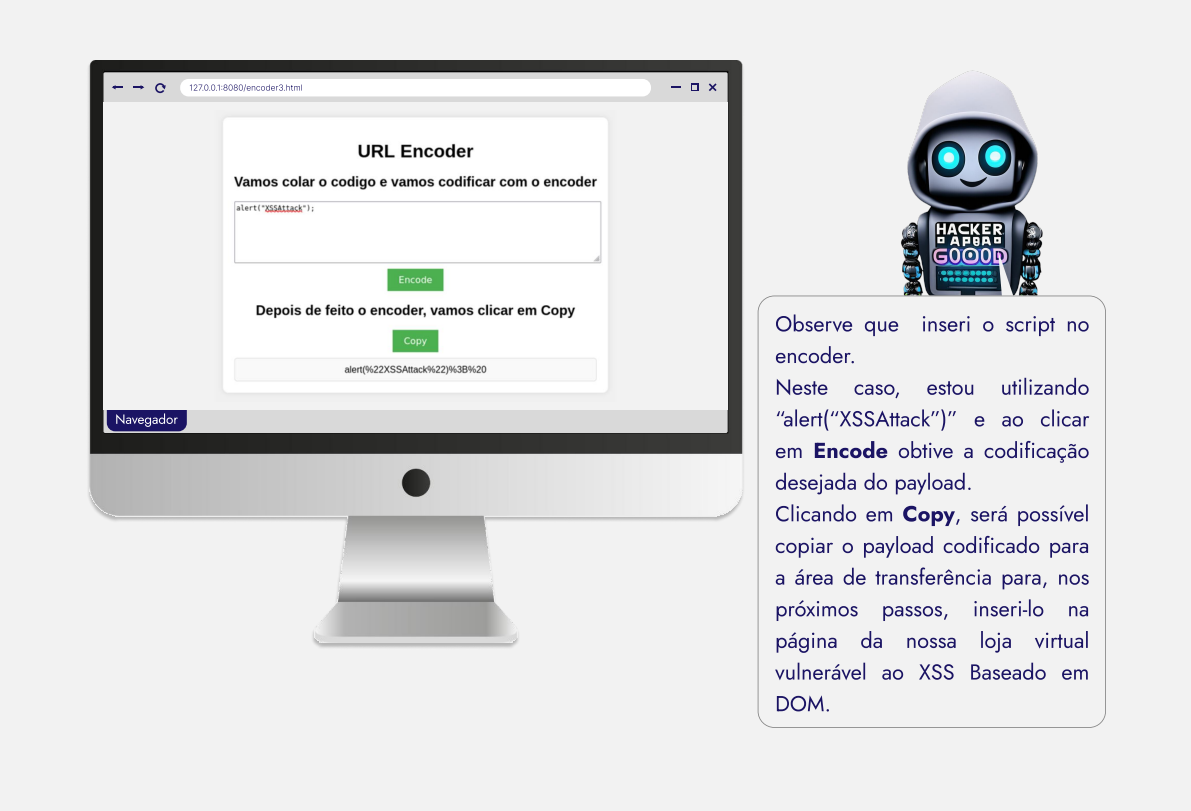 127.0.0.1:8080/encoder3.html
URL Encoder
Vamos colar o codigo e vamos codificar com o encoder
alert("XSSAttack");
Encode
Depois de feito o encoder, vamos clicar em Copy
Copy
alert(%22XSSAttack%22)%3B%20
Navegador
HACKER
GOOOD
Observe que inseri o script no
encoder.
Neste caso, estou utilizando
“alert(“XSSAttack”)” e ao clicar
em Encode obtive a codificação
desejada do payload.
Clicando em Copy, será possível
copiar o payload codificado para
a área de transferência para, nos
próximos passos, inseri-lo na
página da nossa loja virtual
vulnerável ao XSS Baseado em
DOM.